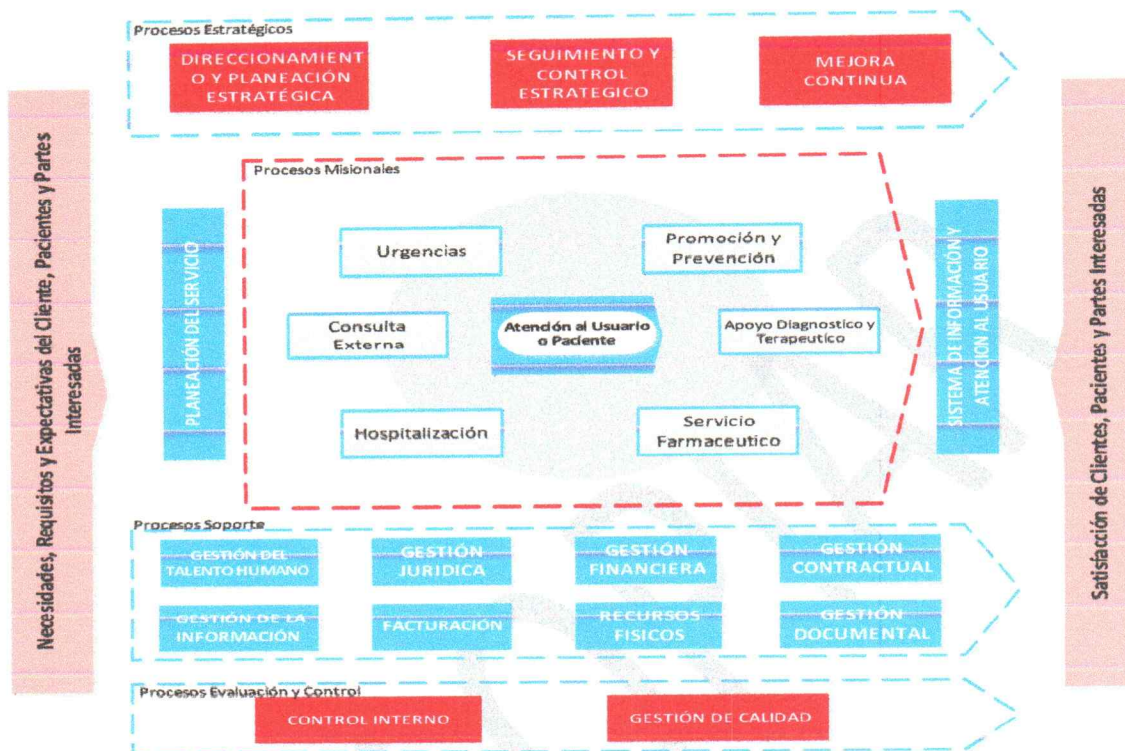 Procesos Estratégicos
DIRECCIONAMIENT
O Y PLANEACIÓN
ESTRATÉGICA
SEGUIMIENTO Y
CONTROL
ESTRATEGICO
MEJORA
CONTINUA
Necesidades, Requisitos y Expectativas del Cliente, Pacientes y Partes
Interesadas
PLANEACIÓN DEL SERVICIO
Procesos Misionales
Urgencias
Promoción y
Prevención
Consulta
Externa
Atención al Usuario
o Paciente
Apoyo Diagnostico y
Terapeutico
Hospitalización
Servicio
Farmaceutico
SISTEMA DE INFORMACIÓN Y
ATENCION AL USUARIO
Satisfacción de Clientes, Pacientes y Partes Interesadas
Procesos Soporte
GESTIÓN DEL
TALENTO HUMANO
GESTIÓN
JURIDICA
GESTIÓN
FINANCIERA
GESTIÓN
CONTRACTUAL
GESTIÓN DE LA
INFORMACIÓN
FACTURACIÓN
RECURSOS
FISICOS
GESTIÓN
DOCUMENTAL
Procesos Evaluación y Control
CONTROL INTERNO
GESTIÓN DE CALIDAD